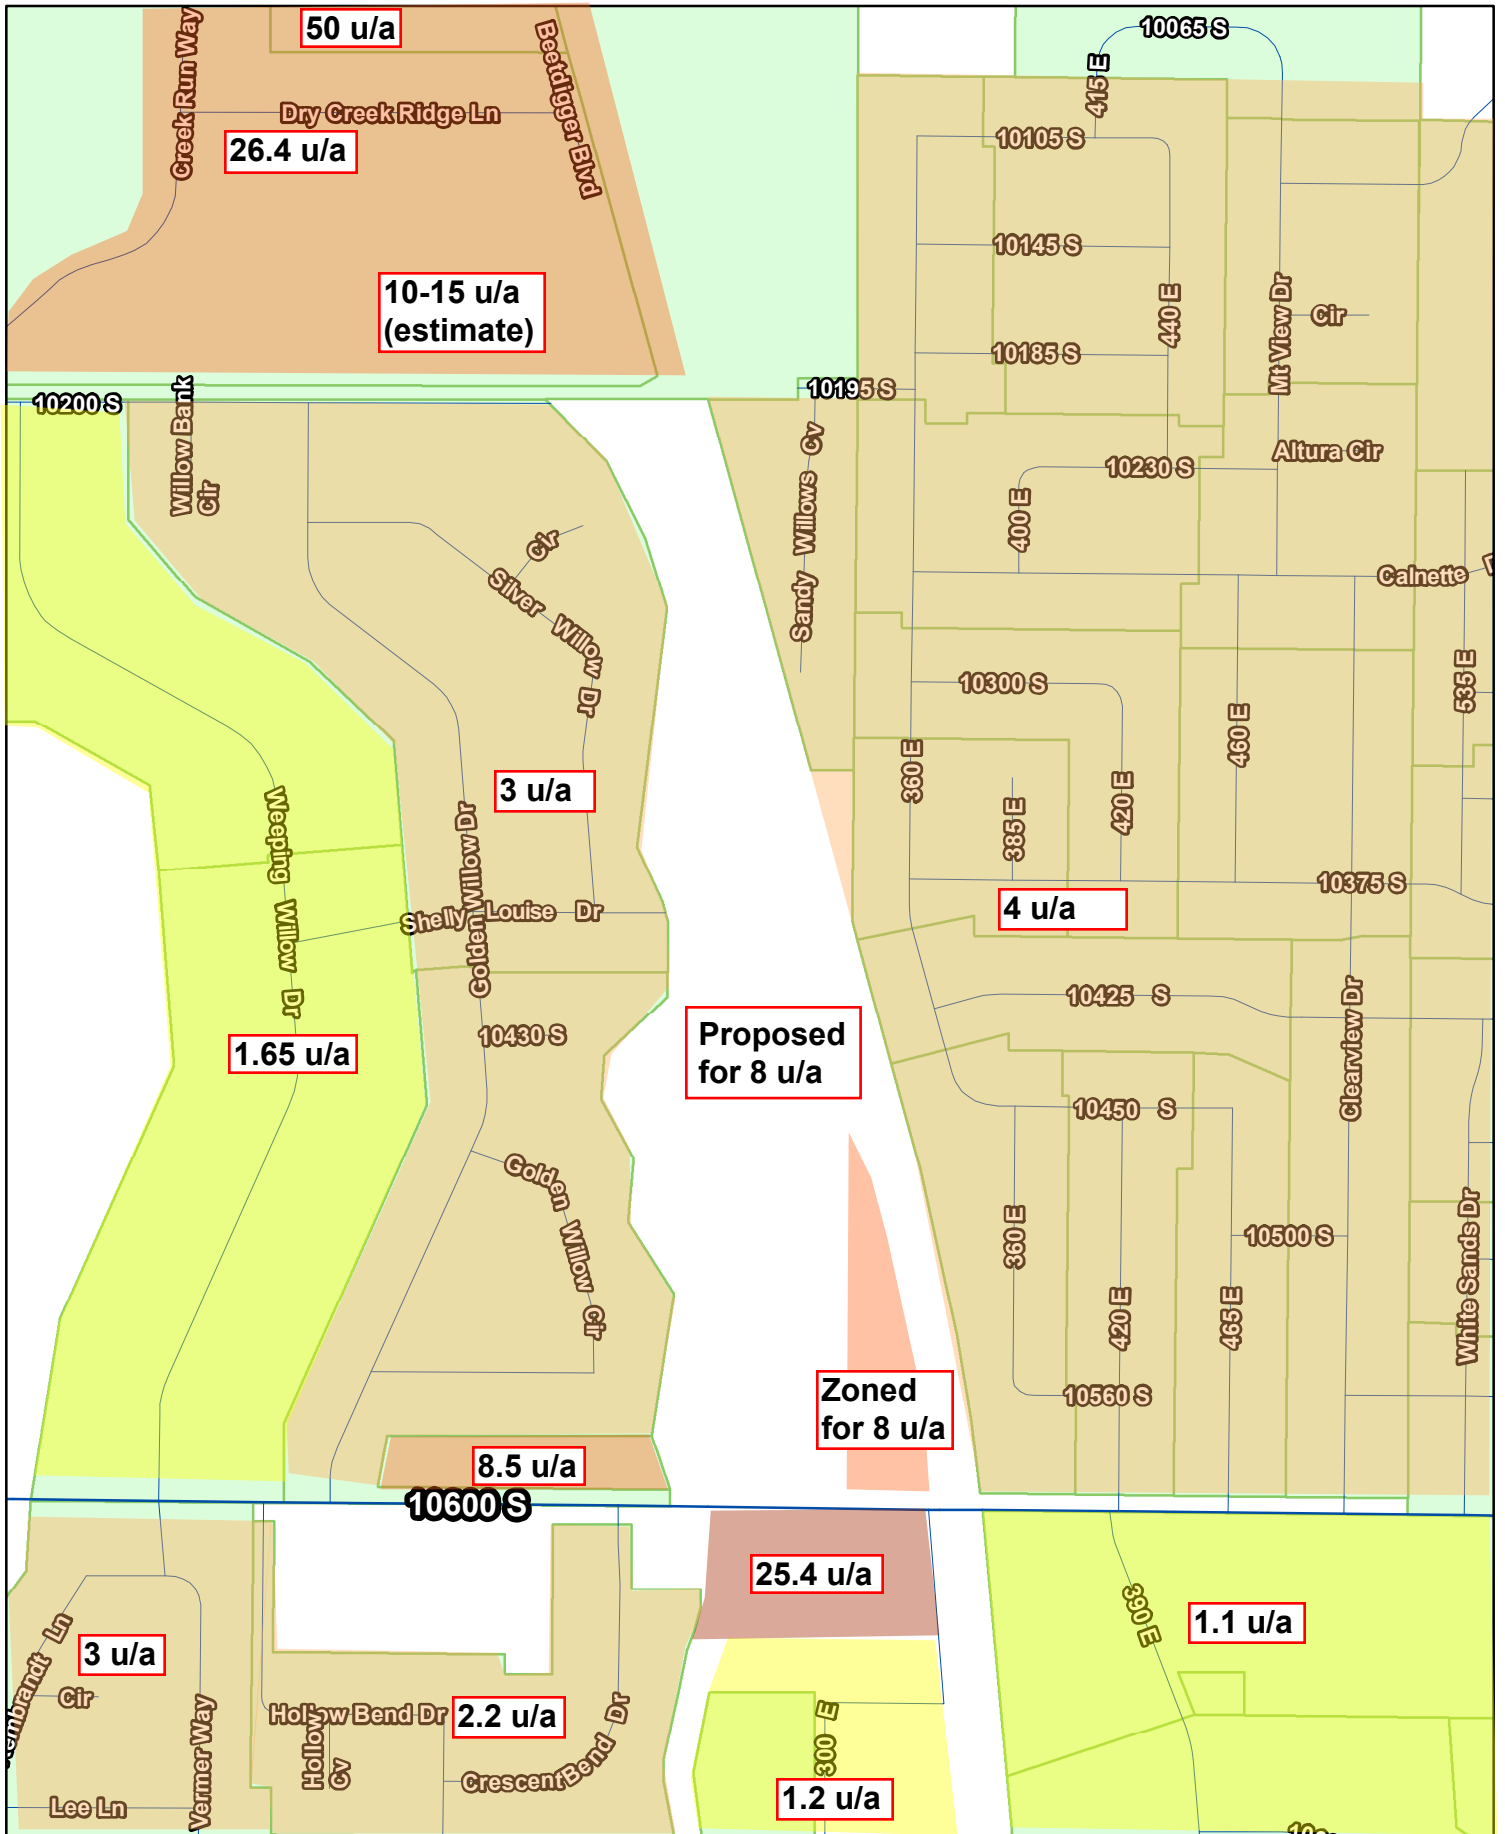 50 u/a
10065 S
Creek Run Way
Beetdigger Blvd
415 E
Dry Creek Ridge Ln
26.4 u/a
10105 S
10145 S
10-15 u/a
(estimate)
440 E
Mt View Dr
Cir
10185 S
10195 S
10200 S
Willow Bank
Cir
Sandy Willows Cv
Altura Cir
10230 S
400 E
Cir
Silver Willow Dr
Calnette
10300 S
535 E
460 E
360 E
3 u/a
420 E
385 E
Weeping Willow Dr
Golden Willow Dr
10375 S
4 u/a
Shelly Louise Dr
10425 S
Clearview Dr
10430 S
Proposed
for 8 u/a
1.65 u/a
10450 S
Golden Willow Cir
360 E
10500 S
White Sands Dr
420 E
465 E
Zoned
for 8 u/a
10560 S
8.5 u/a
10600 S
25.4 u/a
390 E
1.1 u/a
Ln
3 u/a
Cir
Hollow Bend Dr
2.2 u/a
Vermer Way
Hollow
Cv
Crescent Bend Dr
300 E
1.2 u/a
Lee Ln